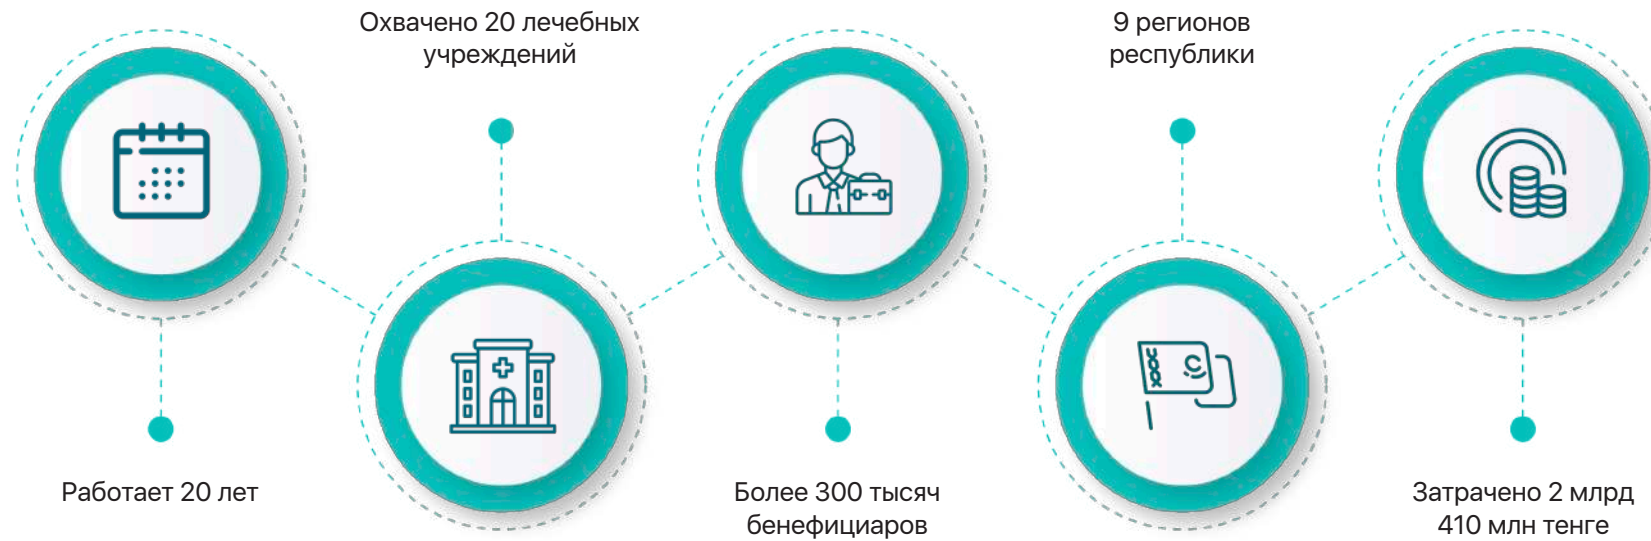 Охвачено 20 лечебных
учреждений
9 регионов
республики
Работает 20 лет
Более 300 тысяч
бенефициаров
Затрачено 2 млрд
410 млн тенге